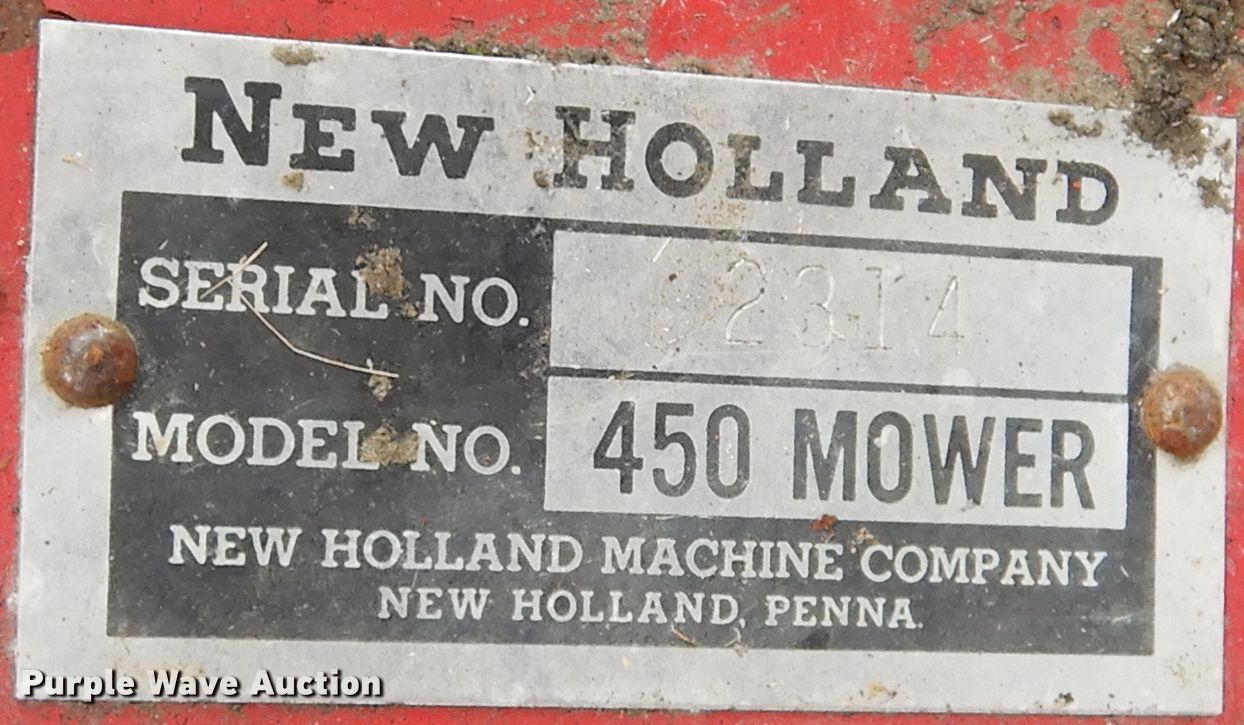 NEW HOLLAND
SERIAL NO.
MODEL NO. 450 MOWER
NEW HOLLAND MACHINE COMPANY
NEW HOLLAND, PENNA.
Purple Wave Auction